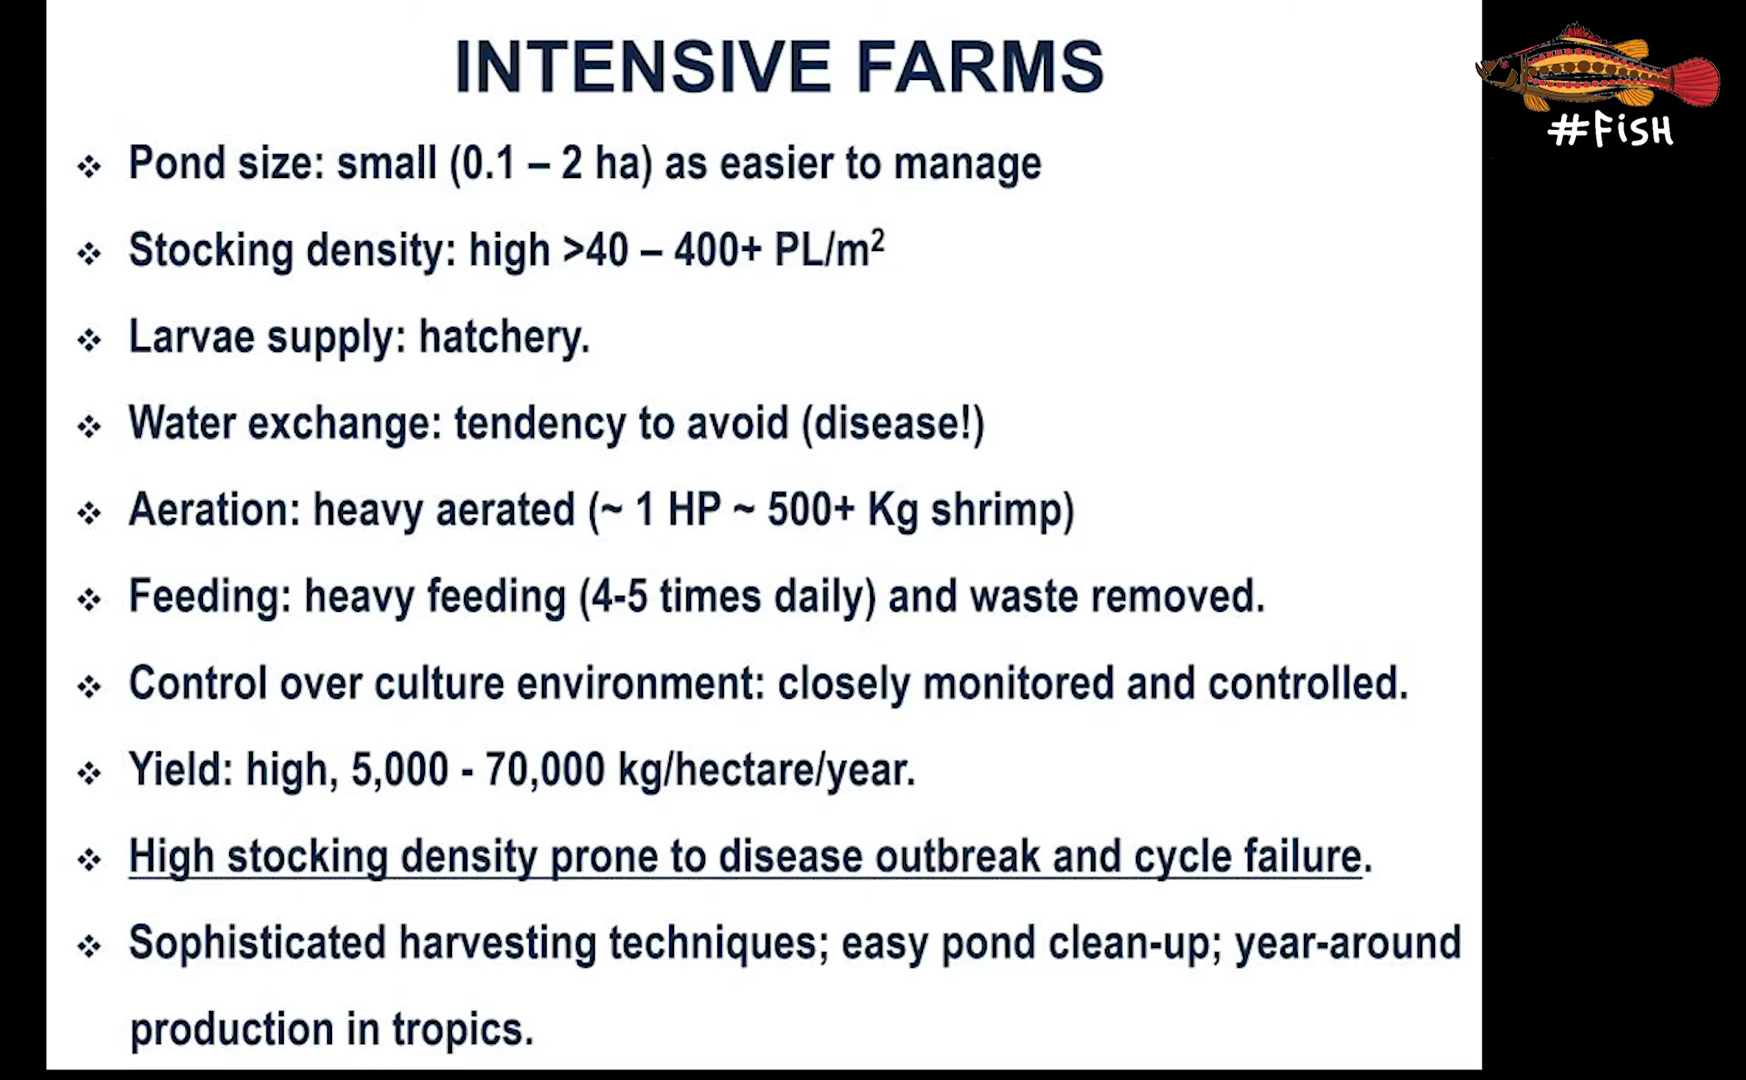 INTENSIVE FARMS
#FiSH
❖ Pond size: small (0.1 – 2 ha) as easier to manage
❖ Stocking density: high >40 – 400+ PL/m²
❖ Larvae supply: hatchery.
❖ Water exchange: tendency to avoid (disease!)
❖ Aeration: heavy aerated (~ 1 HP ~ 500+ Kg shrimp)
❖ Feeding: heavy feeding (4-5 times daily) and waste removed.
❖ Control over culture environment: closely monitored and controlled.
❖ Yield: high, 5,000 - 70,000 kg/hectare/year.
❖ High stocking density prone to disease outbreak and cycle failure.
❖ Sophisticated harvesting techniques; easy pond clean-up; year-around
production in tropics.